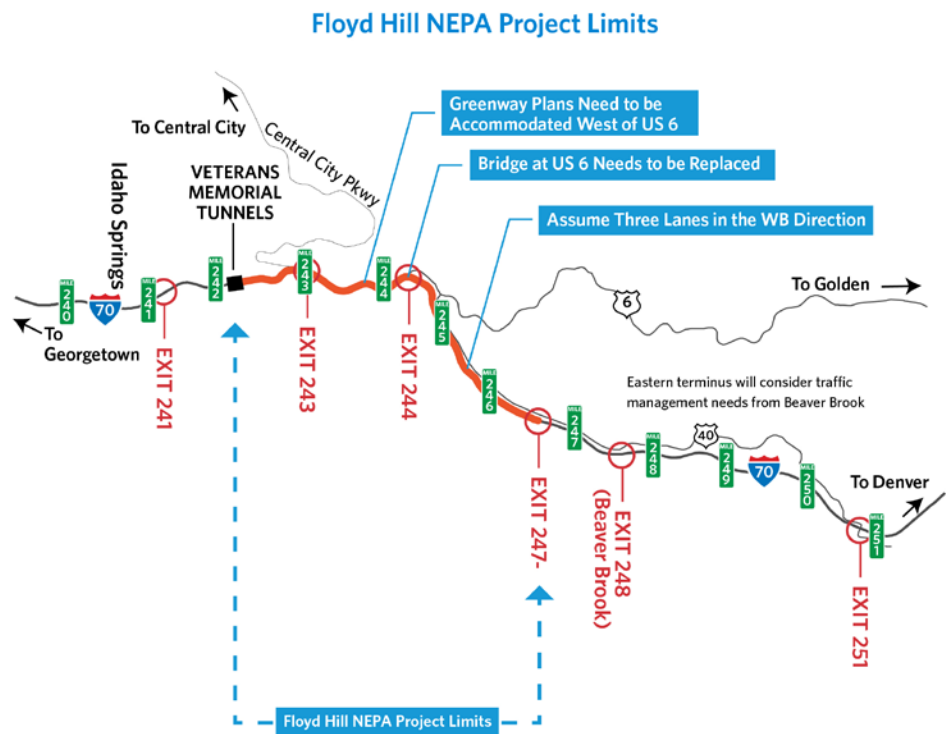 Floyd Hill NEPA Project Limits
Greenway Plans Need to be
Accommodated West of US 6
To Central City
Central City Pkwy
Bridge at US 6 Needs to be Replaced
VETERANS
MEMORIAL
TUNNELS
Idaho Springs
Assume Three Lanes in the WB Direction
MILE 240
70
MILE 241
MILE 242
MILE 243
MILE 244
6
To Golden
To
Georgetown
MILE 245
EXIT 241
EXIT 243
EXIT 244
MILE 246
Eastern terminus will consider traffic
management needs from Beaver Brook
MILE 247
40
MILE 248
MILE 249
70
MILE 250
To Denver
MILE 251
EXIT 247-
EXIT 248
(Beaver Brook)
EXIT 251
Floyd Hill NEPA Project Limits